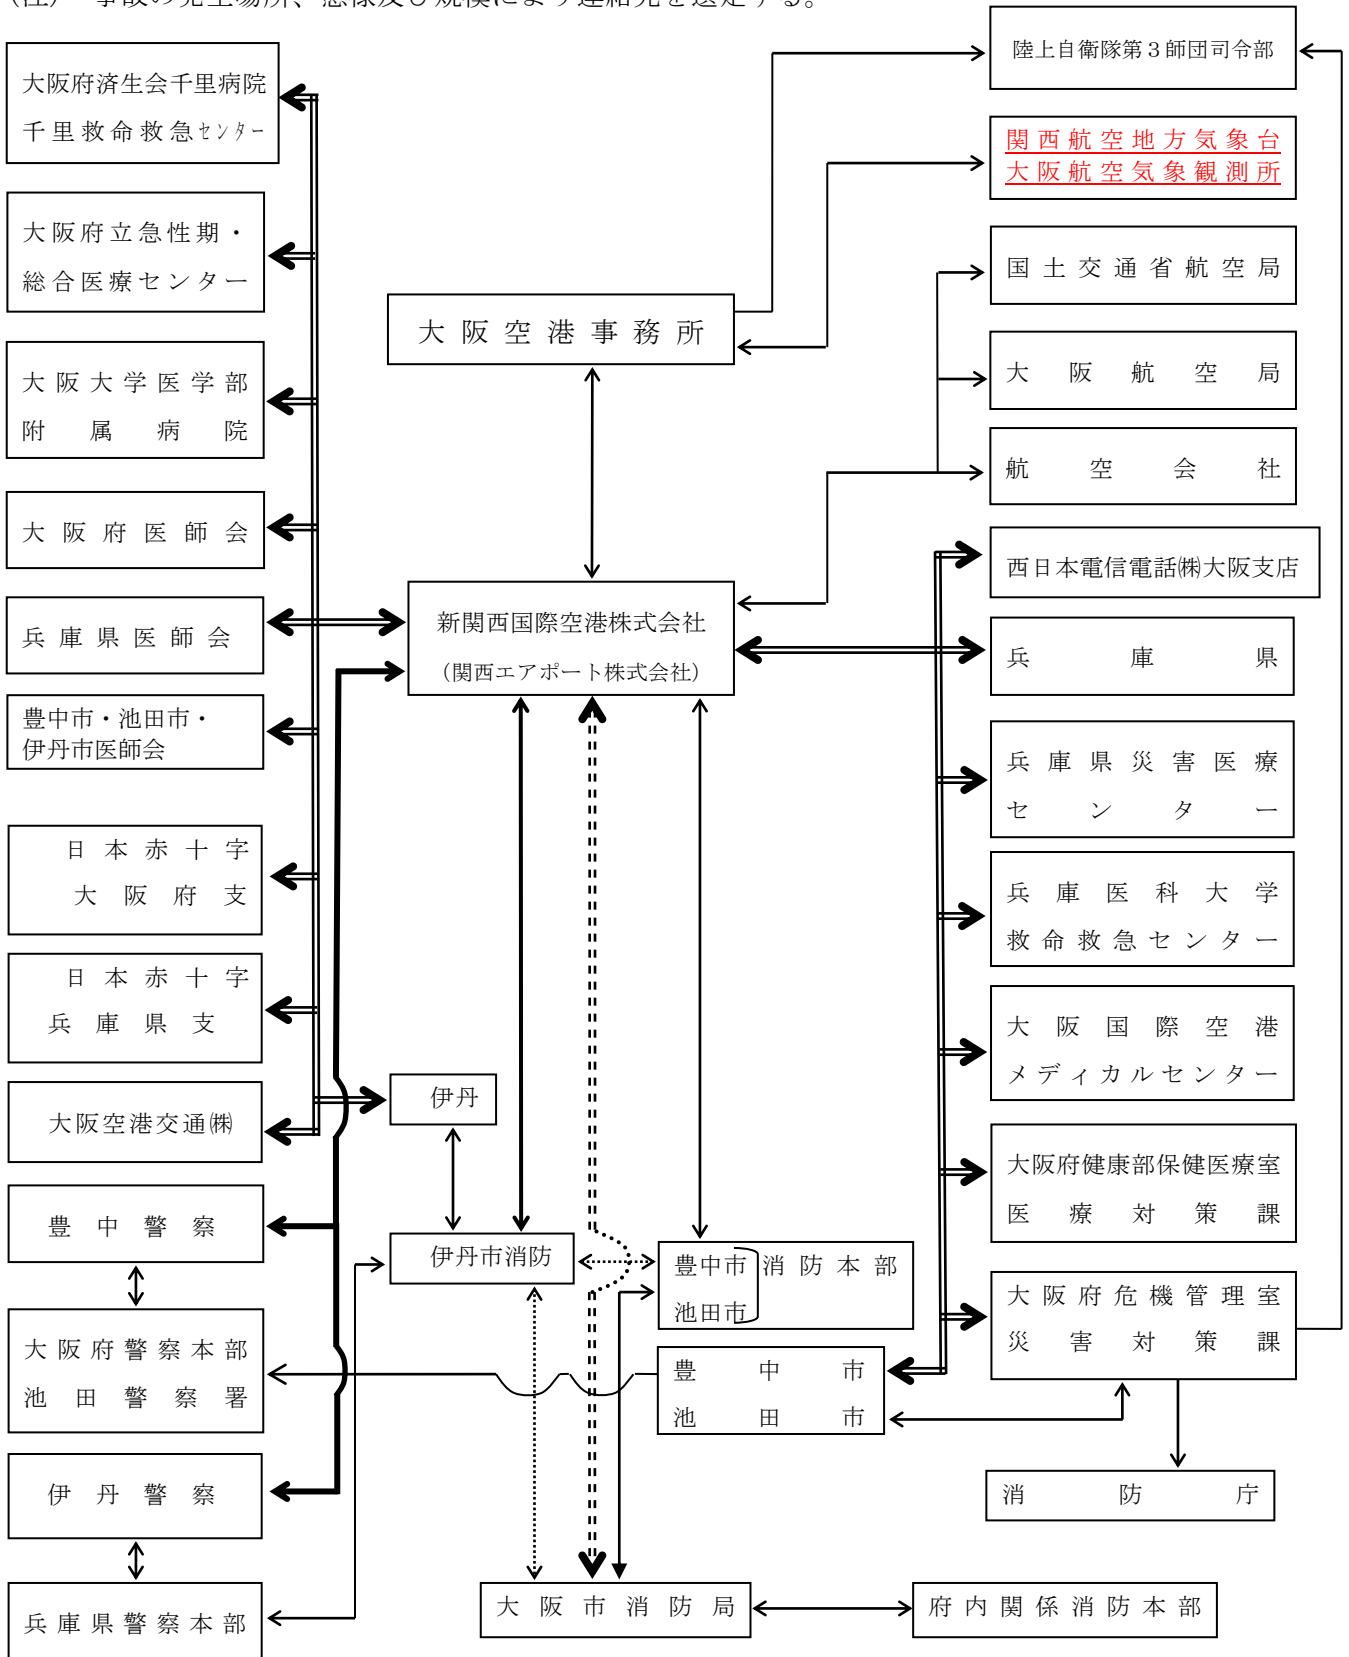 (注) 事故の発生場所、態様及び規模により連絡先を選定する。
陸上自衛隊第３師団司令部
大阪府済生会千里病院
千里救命救急センター
関西航空地方気象台
大阪航空気象観測所
大阪府立急性期・
総合医療センター
国土交通省航空局
大阪空港事務所
大阪航空局
大阪大学医学部
附属病院
航空会社
大阪府医師会
西日本電信電話㈱大阪支店
兵庫県医師会
新関西国際空港株式会社
（関西エアポート株式会社）
兵庫県
豊中市・池田市・
伊丹市医師会
兵庫県災害医療
センター
日本赤十字
大阪府支
兵庫医科大学
救命救急センター
日本赤十字
兵庫県支
大阪国際空港
メディカルセンター
伊丹
大阪空港交通㈱
大阪府健康部保健医療室
医療対策課
豊中警察
伊丹市消防
豊中市
池田市
消防本部
大阪府危機管理室
災害対策課
大阪府警察本部
池田警察署
豊中市
池田市
伊丹警察
消防庁
兵庫県警察本部
大阪市消防局
府内関係消防本部